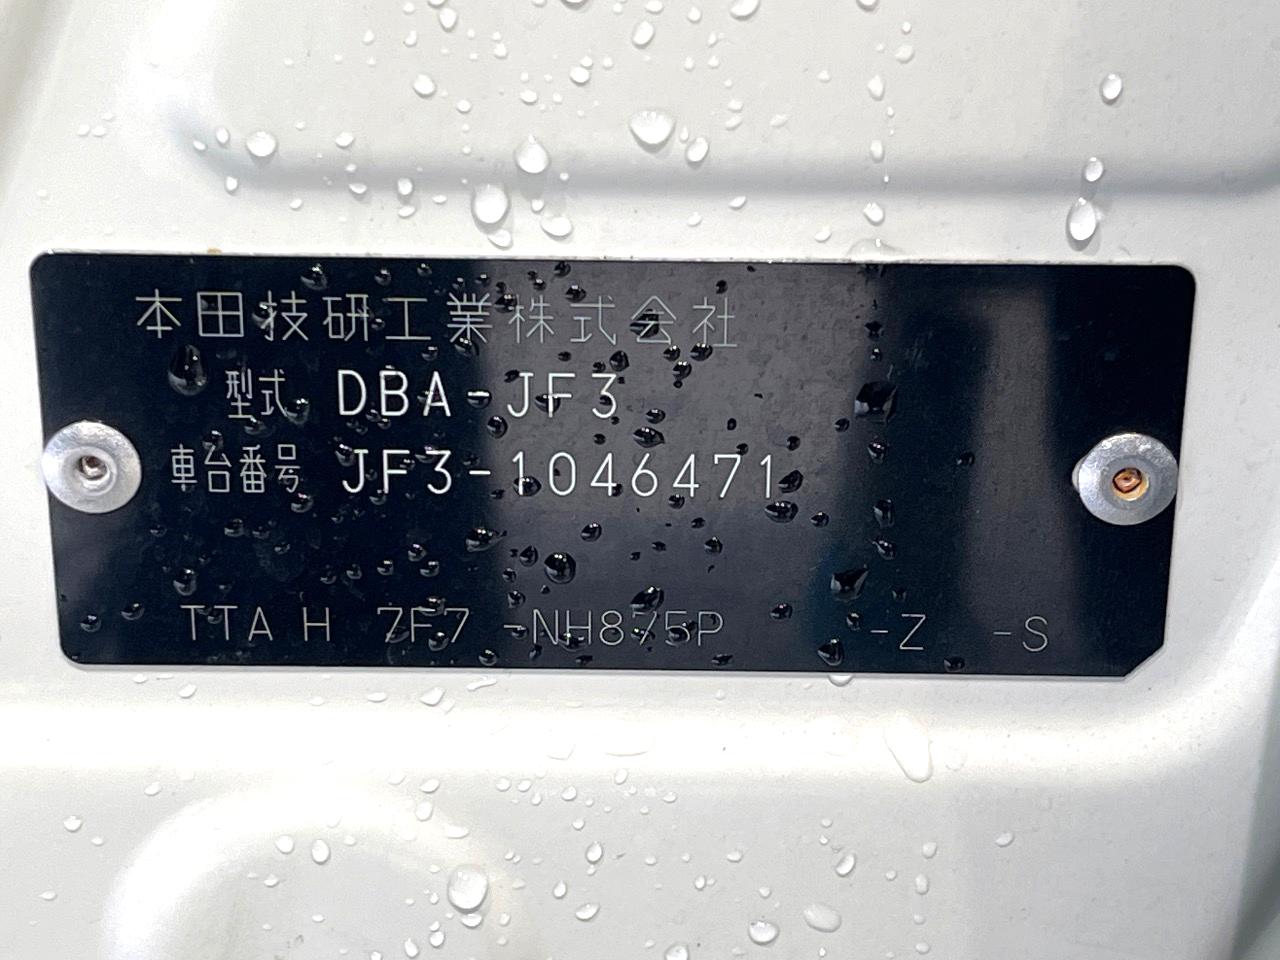 本田技研工業株式会社
型式 DBA-JF3
車台番号 JF3-1046471
TTA H 7F7 -NH875P -Z -S